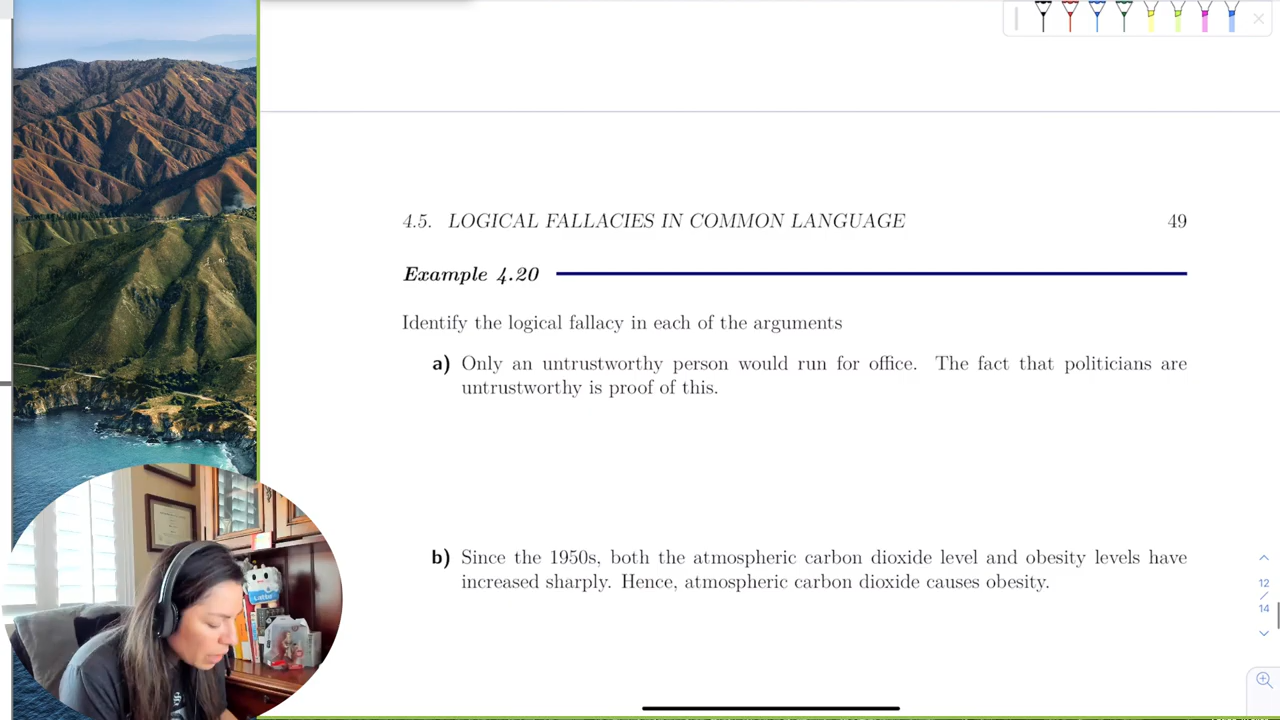 4.5. LOGICAL FALLACIES IN COMMON LANGUAGE 49
Example 4.20
Identify the logical fallacy in each of the arguments
a) Only an untrustworthy person would run for office. The fact that politicians are
untrustworthy is proof of this.
b) Since the 1950s, both the atmospheric carbon dioxide level and obesity levels have
increased sharply. Hence, atmospheric carbon dioxide causes obesity.
12
/
14